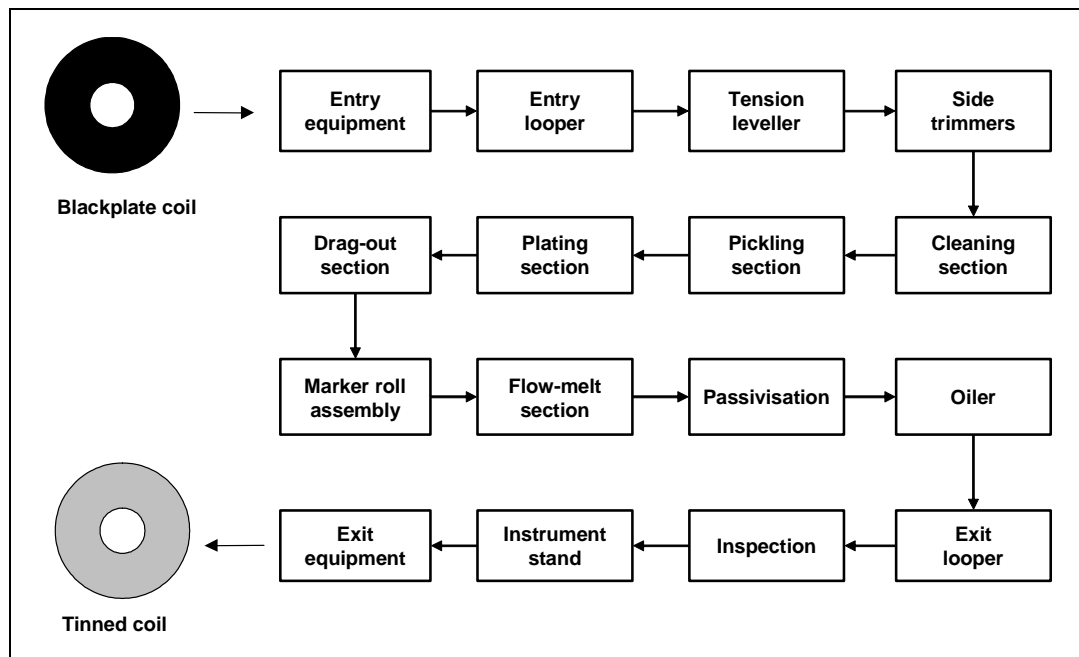 Entry
equipment
Entry
looper
Tension
leveller
Side
trimmers
Blackplate coil
Drag-out
section
Plating
section
Pickling
section
Cleaning
section
Marker roll
assembly
Flow-melt
section
Passivisation
Oiler
Exit
equipment
Instrument
stand
Inspection
Exit
looper
Tinned coil